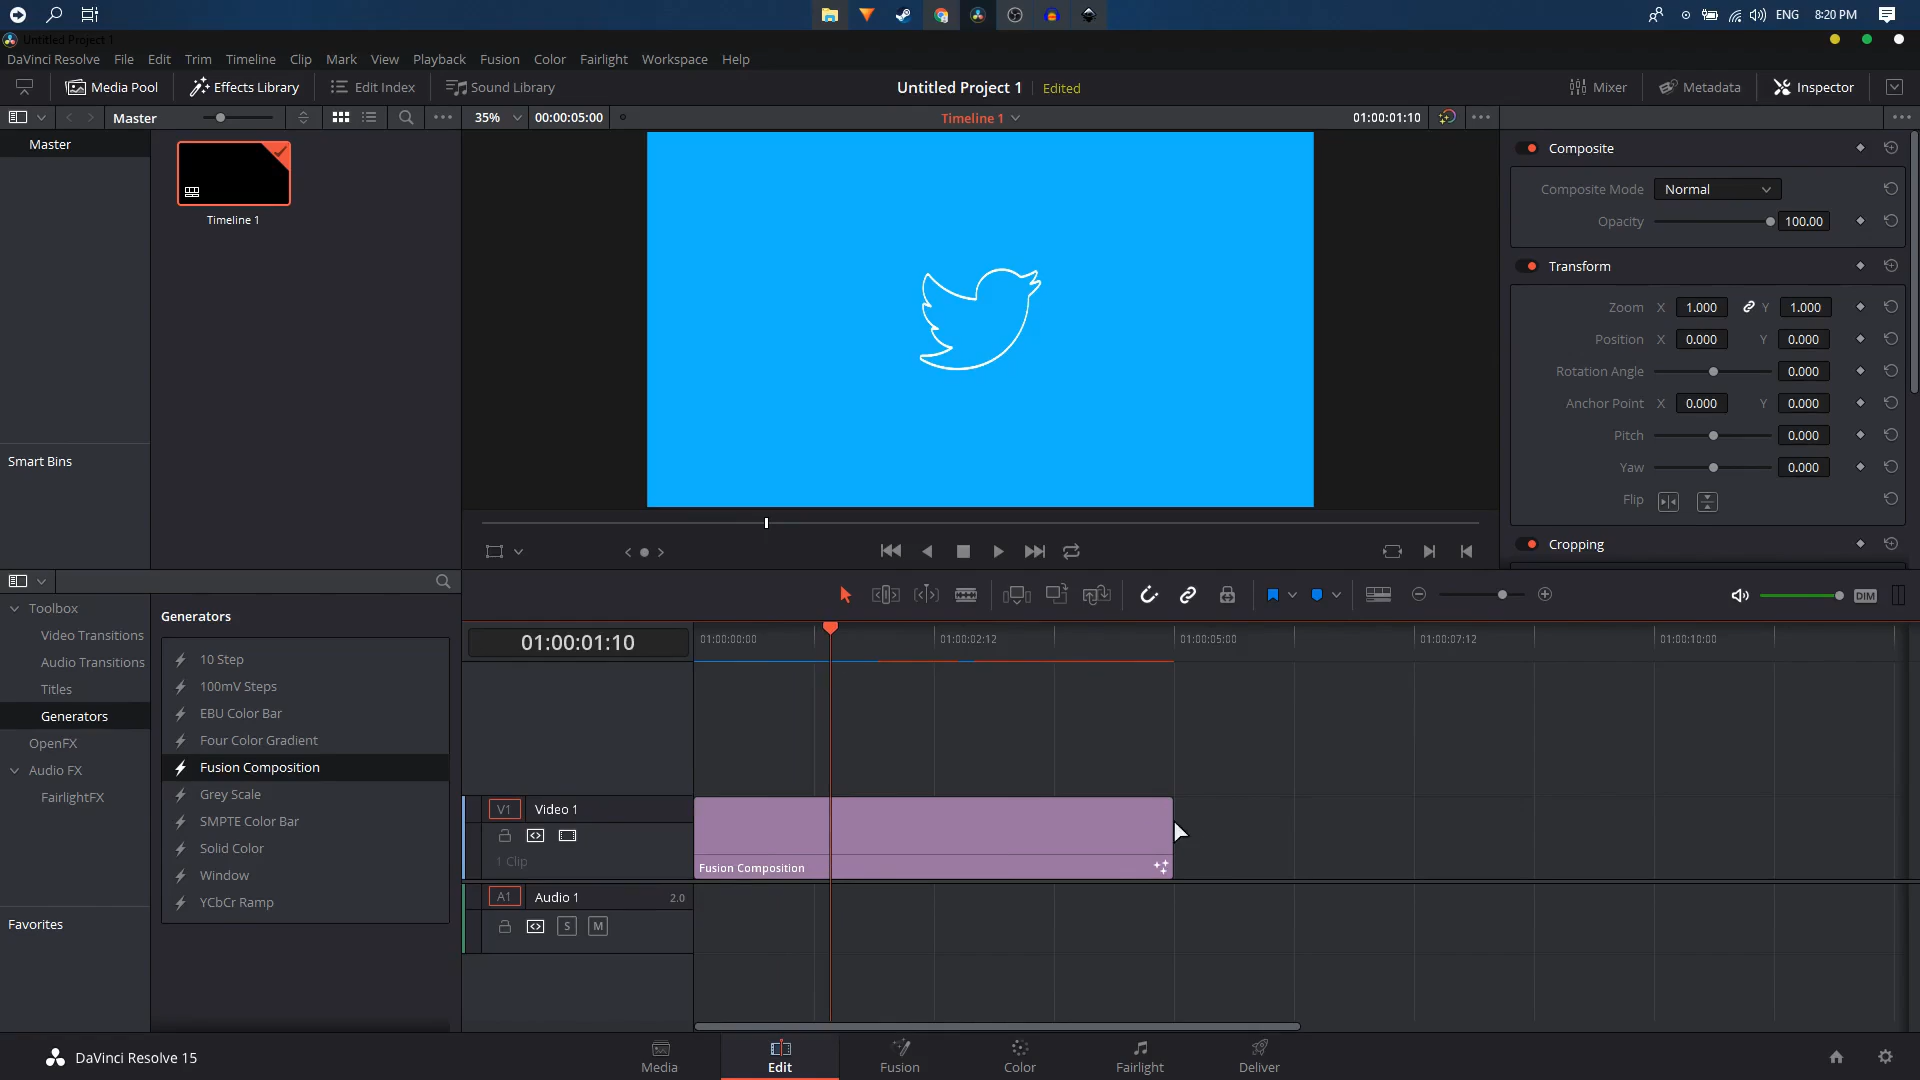 ENG 8:20 PM
Untitled Project 1
DaVinci Resolve File Edit Trim Timeline Clip Mark View Playback Fusion Color Fairlight Workspace Help
Media Pool Effects Library Edit Index Sound Library Untitled Project 1 Edited Mixer Metadata Inspector
Master 35% 00:00:05:00 Timeline 1 01:00:01:10
Master
Timeline 1
Smart Bins
Composite
Composite Mode Normal
Opacity 100.00
Transform
Zoom X 1.000 Y 1.000
Position X 0.000 Y 0.000
Rotation Angle 0.000
Anchor Point X 0.000 Y 0.000
Pitch 0.000
Yaw 0.000
Flip
Cropping
DIM
Toolbox
Video Transitions
Audio Transitions
Titles
Generators
OpenFX
Audio FX
FairlightFX
Favorites
Generators
10 Step
100mV Steps
EBU Color Bar
Four Color Gradient
Fusion Composition
Grey Scale
SMPTE Color Bar
Solid Color
Window
YCbCr Ramp
01:00:01:10 01:00:00:00 01:00:02:12 01:00:05:00 01:00:07:12 01:00:10:00
V1 Video 1
1 Clip
Fusion Composition
A1 Audio 1 2.0
S M
DaVinci Resolve 15
Media Edit Fusion Color Fairlight Deliver